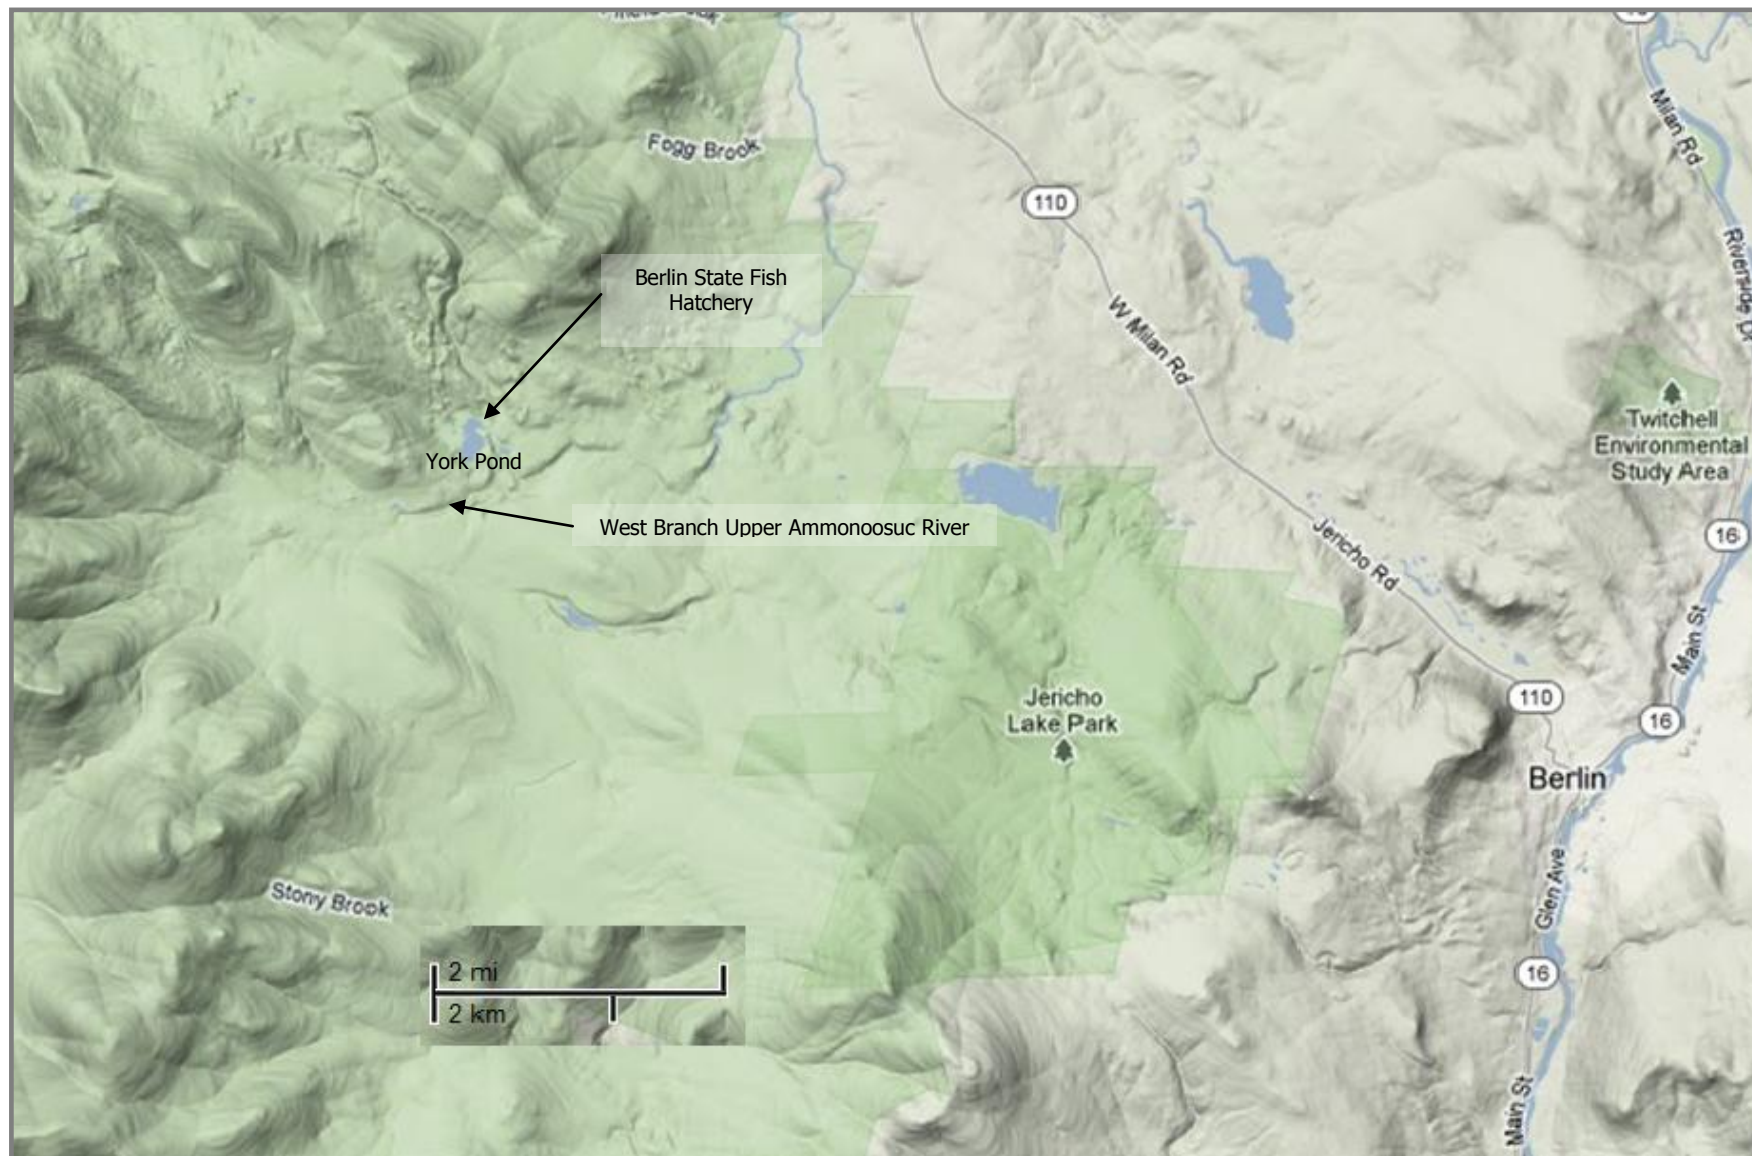 16
Milan Rd
Fogg Brook
110
Riverside Dr
Berlin State Fish
Hatchery
W Milan Rd
Twitchell
Environmental
Study Area
York Pond
West Branch Upper Ammonoosuc River
16
Jericho Rd
Main St
Jericho
Lake Park
110
16
Berlin
Stony Brook
Glen Ave
2 mi
2 km
16
Main St